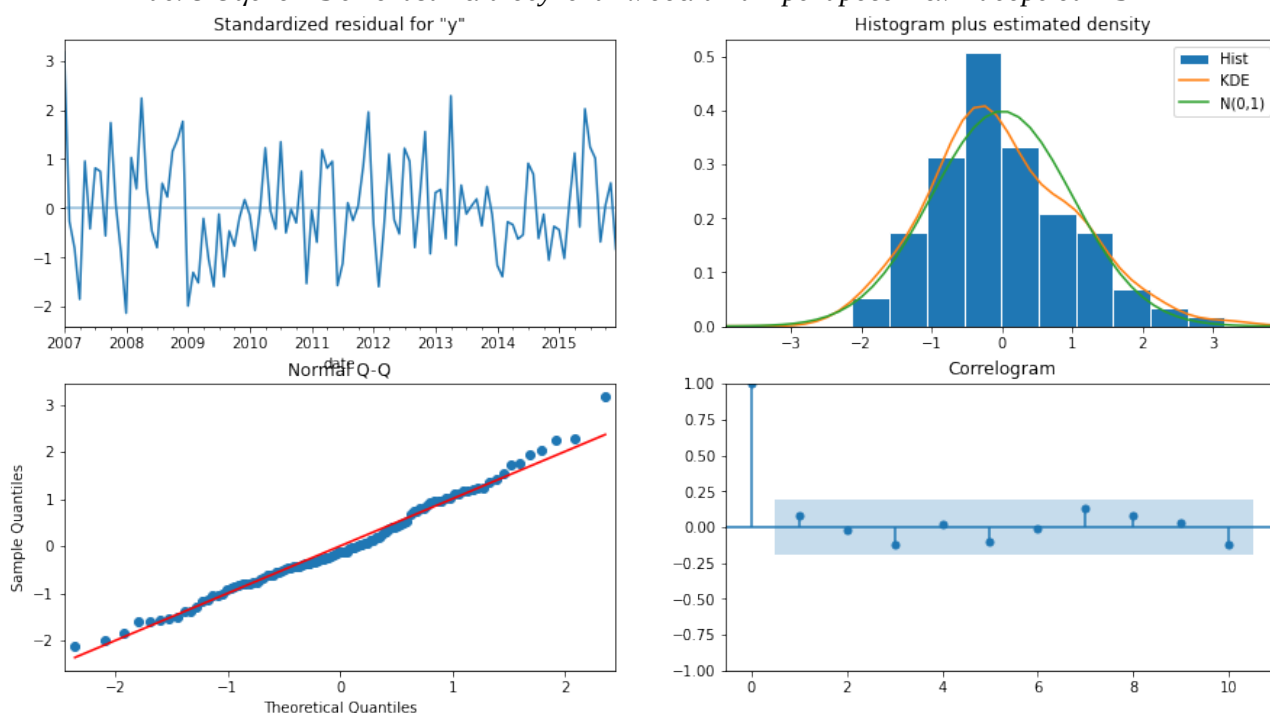 Standardized residual for "y"
3
2
1
0
−1
−2
2007 2008 2009 2010 2011 2012 2013 2014 2015
date
Histogram plus estimated density
0.5
0.4
0.3
0.2
0.1
0.0
Hist
KDE
N(0,1)
−3 −2 −1 0 1 2 3
Normal Q-Q
Sample Quantiles
3
2
1
0
−1
−2
−2 −1 0 1 2
Theoretical Quantiles
Correlogram
1.00
0.75
0.50
0.25
0.00
−0.25
−0.50
−0.75
−1.00
0 2 4 6 8 10